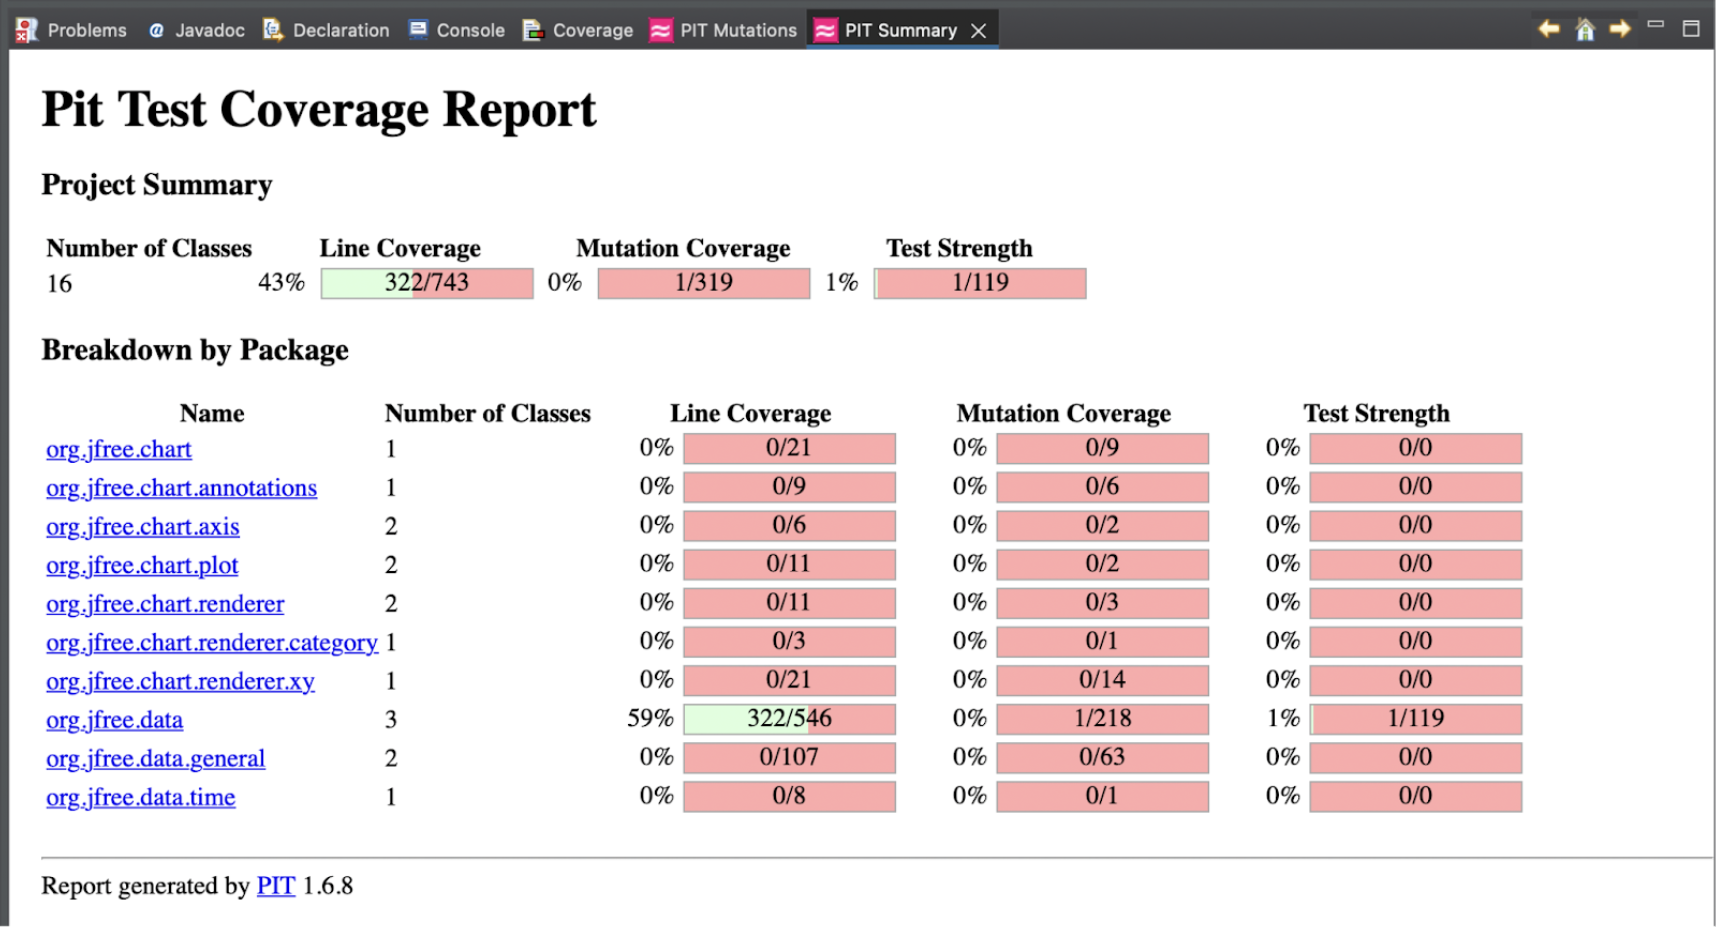 Problems @ Javadoc Declaration Console Coverage PIT Mutations PIT Summary
Pit Test Coverage Report
Project Summary
Number of Classes Line Coverage Mutation Coverage Test Strength
16 43% 322/743 0% 1/319 1% 1/119
Breakdown by Package
Name Number of Classes Line Coverage Mutation Coverage Test Strength
org.jfree.chart 1 0% 0/21 0% 0/9 0% 0/0
org.jfree.chart.annotations 1 0% 0/9 0% 0/6 0% 0/0
org.jfree.chart.axis 2 0% 0/6 0% 0/2 0% 0/0
org.jfree.chart.plot 2 0% 0/11 0% 0/2 0% 0/0
org.jfree.chart.renderer 2 0% 0/11 0% 0/3 0% 0/0
org.jfree.chart.renderer.category 1 0% 0/3 0% 0/1 0% 0/0
org.jfree.chart.renderer.xy 1 0% 0/21 0% 0/14 0% 0/0
org.jfree.data 3 59% 322/546 0% 1/218 1% 1/119
org.jfree.data.general 2 0% 0/107 0% 0/63 0% 0/0
org.jfree.data.time 1 0% 0/8 0% 0/1 0% 0/0
Report generated by PIT 1.6.8